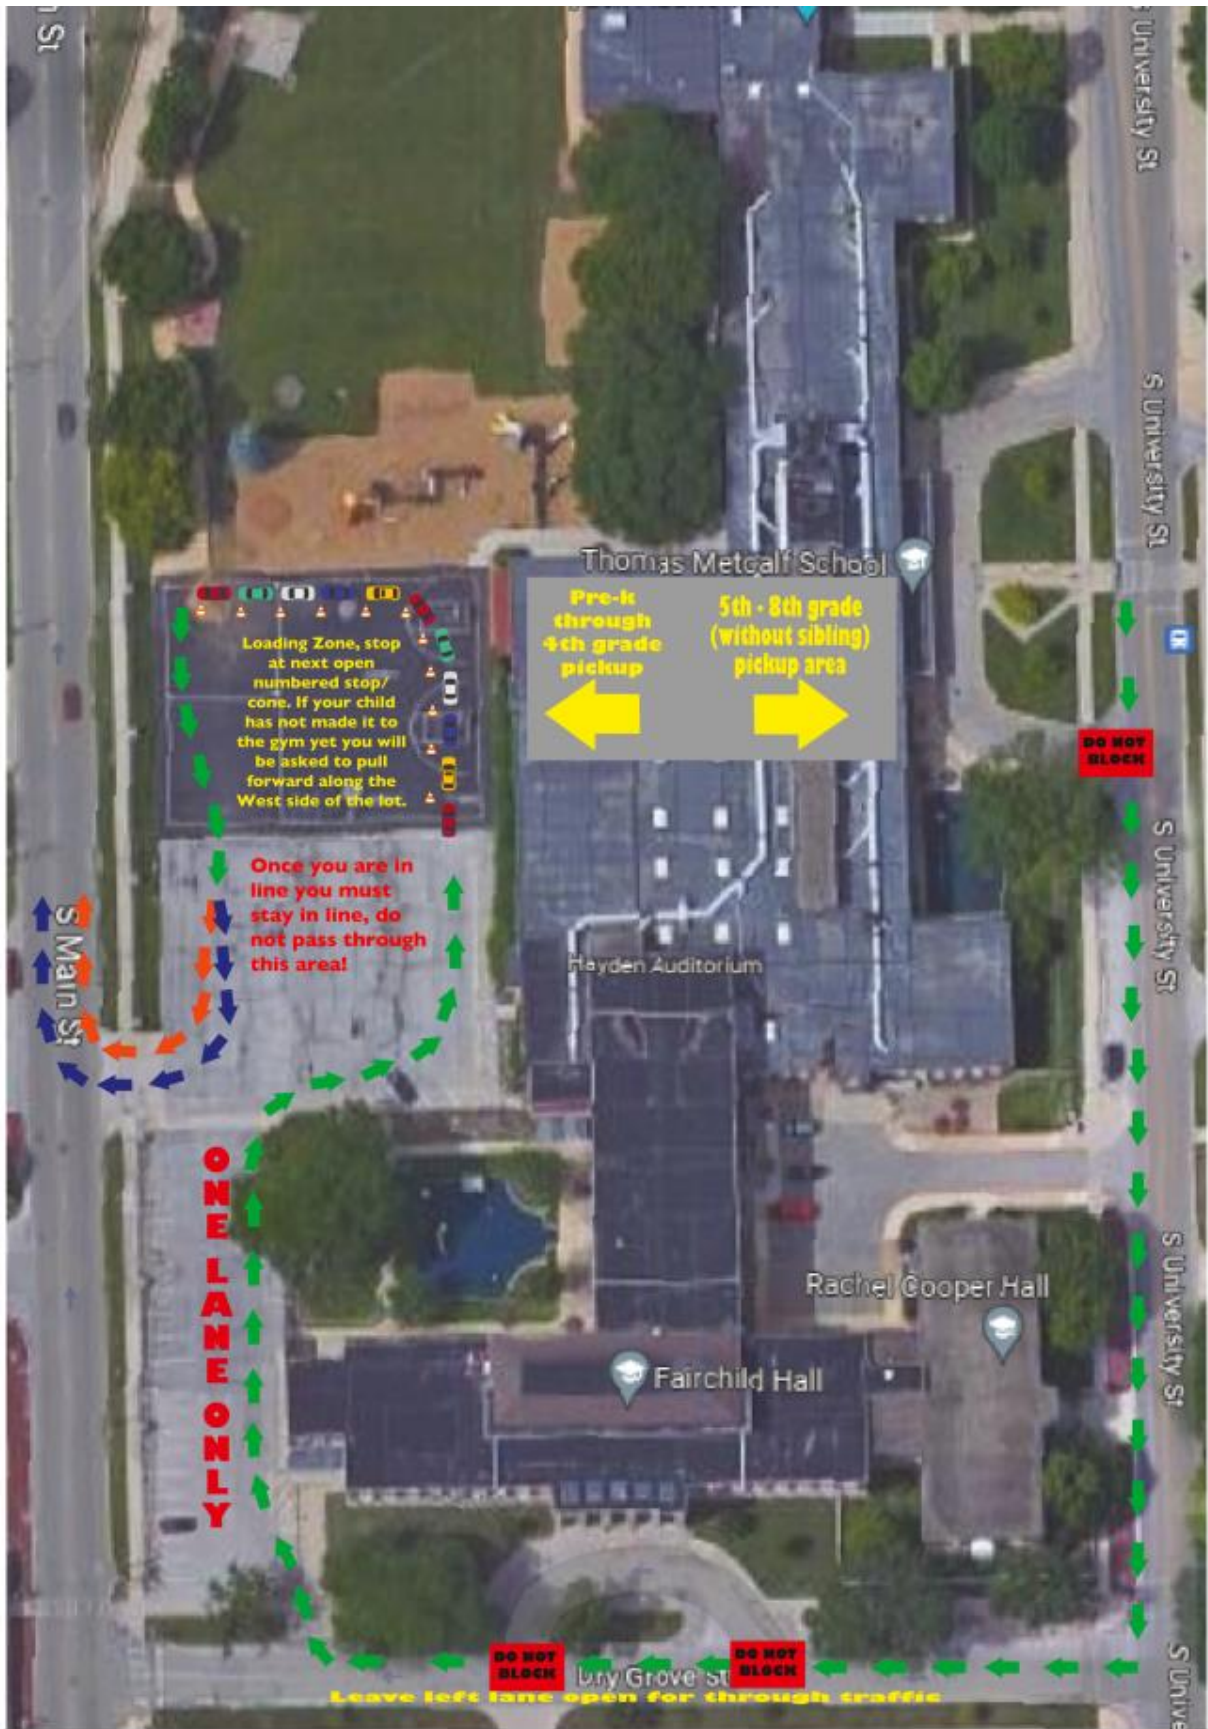 S University St
S University St
Thomas Metcalf School
Pre-k
through
4th grade
pickup
5th - 8th grade
(without sibling)
pickup area
Loading Zone, stop
at next open
numbered stop/
cone. If your child
has not made it to
the gym yet you will
be asked to pull
forward along the
West side of the lot.
DO NOT
BLOCK
S University St
Once you are in
line you must
stay in line, do
not pass through
this area!
S Main St
Hayden Auditorium
ONE LANE ONLY
Rachel Cooper Hall
S University St
Fairchild Hall
DO NOT
BLOCK
DO NOT
BLOCK
Dry Grove St
S Unive
Leave left lane open for through traffic